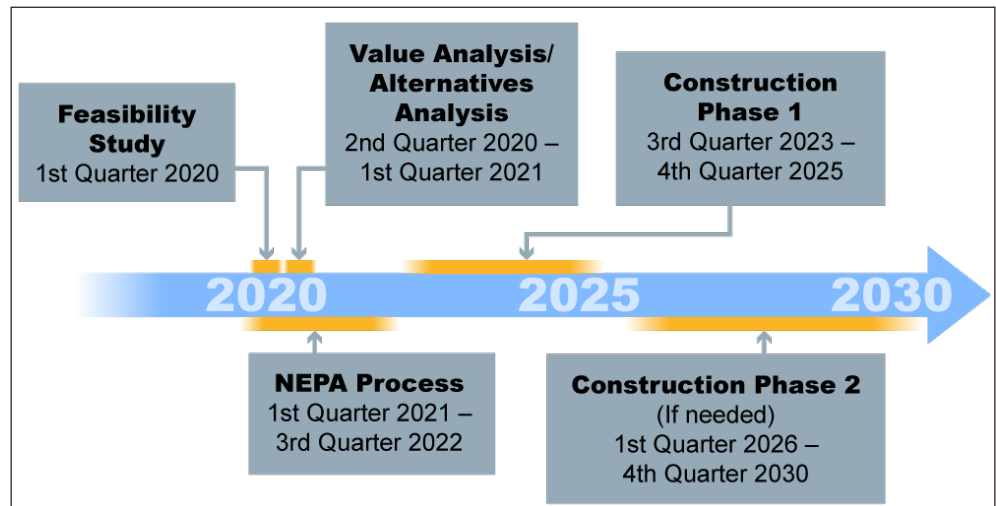 Feasibility
Study
1st Quarter 2020
Value Analysis/
Alternatives
Analysis
2nd Quarter 2020 –
1st Quarter 2021
Construction
Phase 1
3rd Quarter 2023 –
4th Quarter 2025
2020
2025
2030
NEPA Process
1st Quarter 2021 –
3rd Quarter 2022
Construction Phase 2
(If needed)
1st Quarter 2026 –
4th Quarter 2030